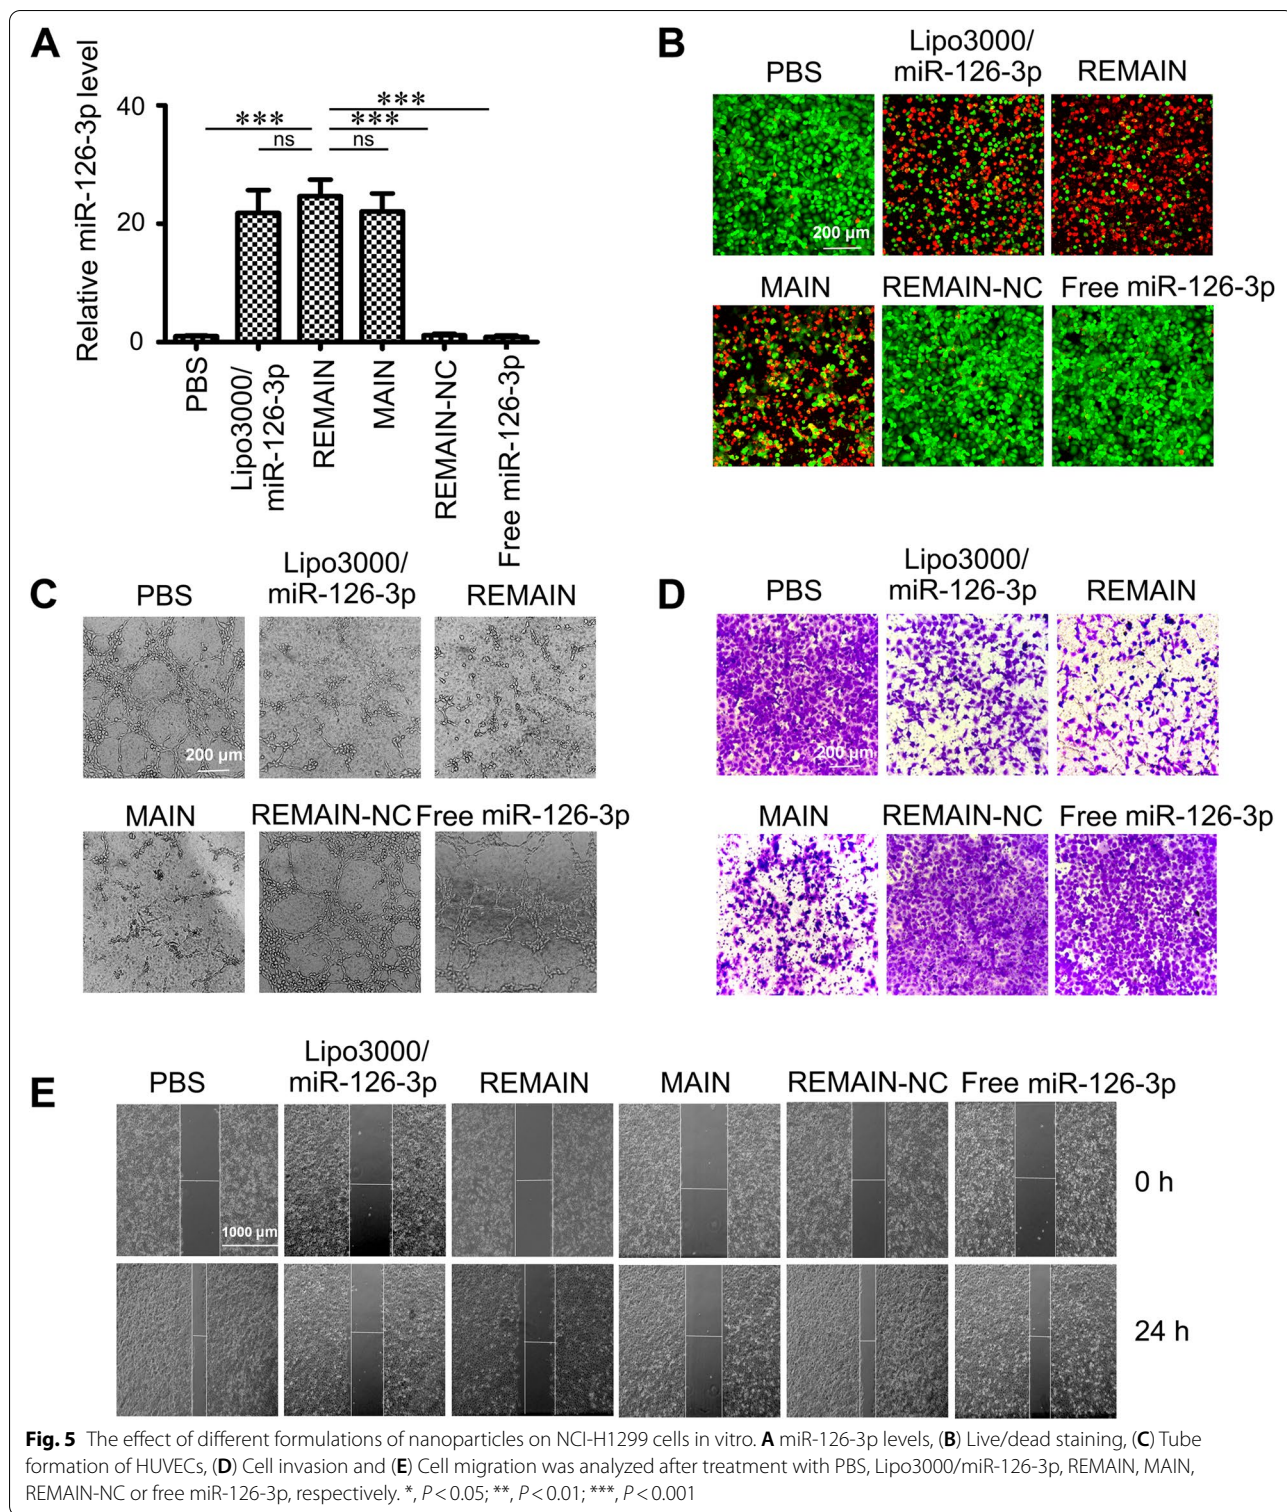 A
Relative miR-126-3p level
40
20
0
***
***
***
ns
ns
PBS
Lipo3000/
miR-126-3p
REMAIN
MAIN
REMAIN-NC
Free miR-126-3p
B
PBS
Lipo3000/
miR-126-3p
REMAIN
200 µm
MAIN
REMAIN-NC
Free miR-126-3p
C
PBS
Lipo3000/
miR-126-3p
REMAIN
200 µm
MAIN
REMAIN-NC
Free miR-126-3p
D
PBS
Lipo3000/
miR-126-3p
REMAIN
200 µm
MAIN
REMAIN-NC
Free miR-126-3p
E
PBS
Lipo3000/
miR-126-3p
REMAIN
MAIN
REMAIN-NC
Free miR-126-3p
1000 µm
0 h
24 h
Fig. 5 The effect of different formulations of nanoparticles on NCI-H1299 cells in vitro. A miR-126-3p levels, (B) Live/dead staining, (C) Tube
formation of HUVECs, (D) Cell invasion and (E) Cell migration was analyzed after treatment with PBS, Lipo3000/miR-126-3p, REMAIN, MAIN,
REMAIN-NC or free miR-126-3p, respectively. *, P < 0.05; **, P < 0.01; ***, P < 0.001